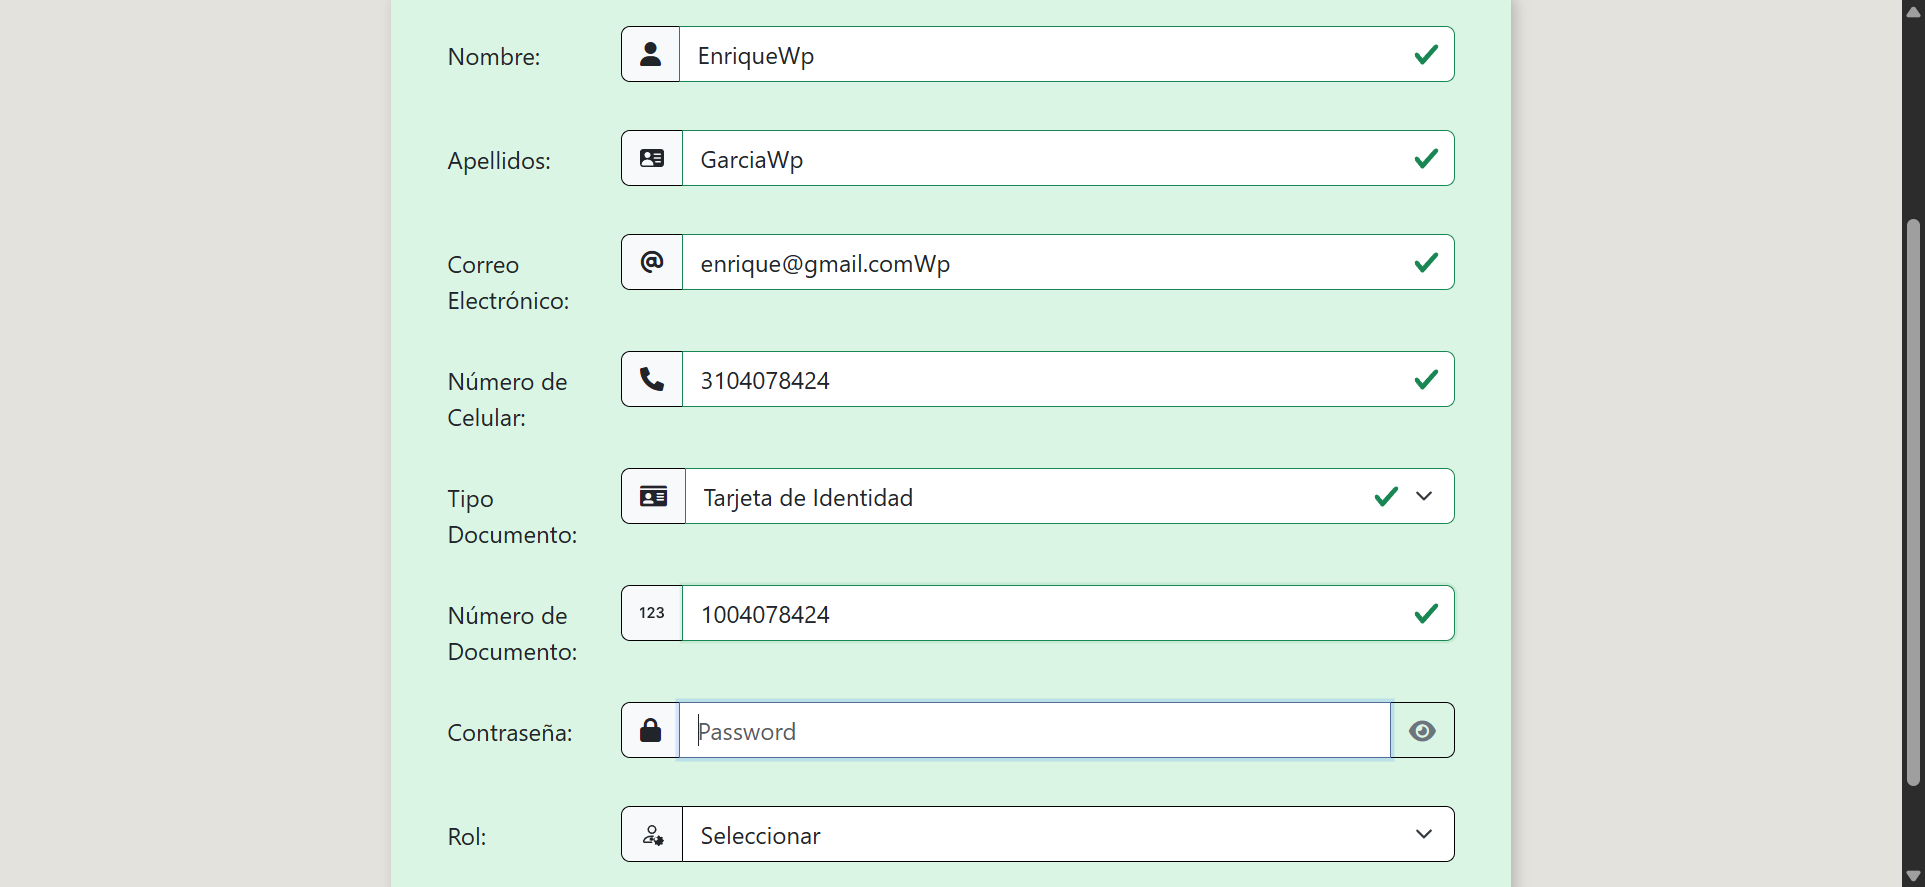 Nombre:
EnriqueWp
Apellidos:
GarciaWp
Correo
Electrónico:
enrique@gmail.comWp
Número de
Celular:
3104078424
Tipo
Documento:
Tarjeta de Identidad
Número de
Documento:
123
1004078424
Contraseña:
Password
Rol:
Seleccionar